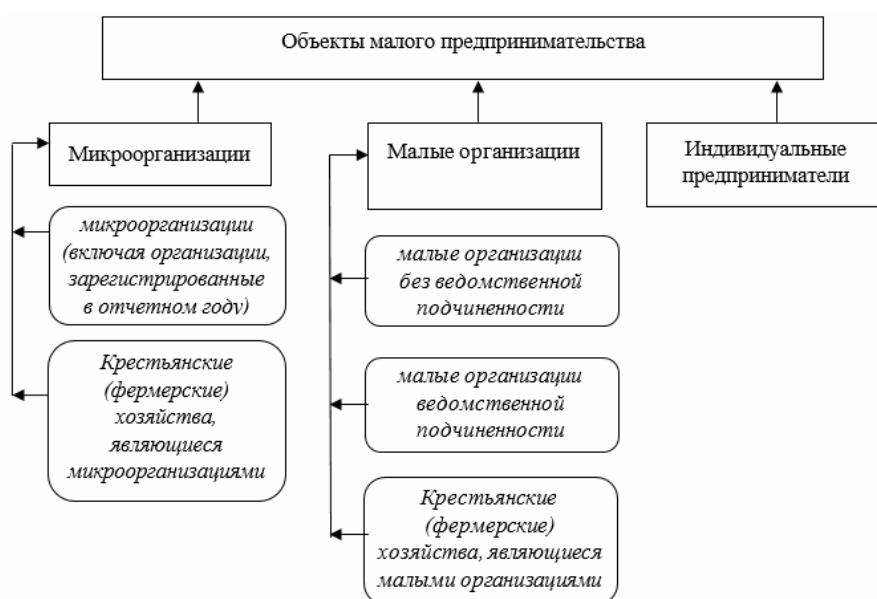 Объекты малого предпринимательства
Микроорганизации
микроорганизации
(включая организации,
зарегистрированные
в отчетном году)
Крестьянские
(фермерские)
хозяйства,
являющиеся
микроорганизациями
Малые организации
малые организации
без ведомственной
подчиненности
малые организации
ведомственной
подчиненности
Крестьянские
(фермерские)
хозяйства, являющиеся
малыми организациями
Индивидуальные
предприниматели